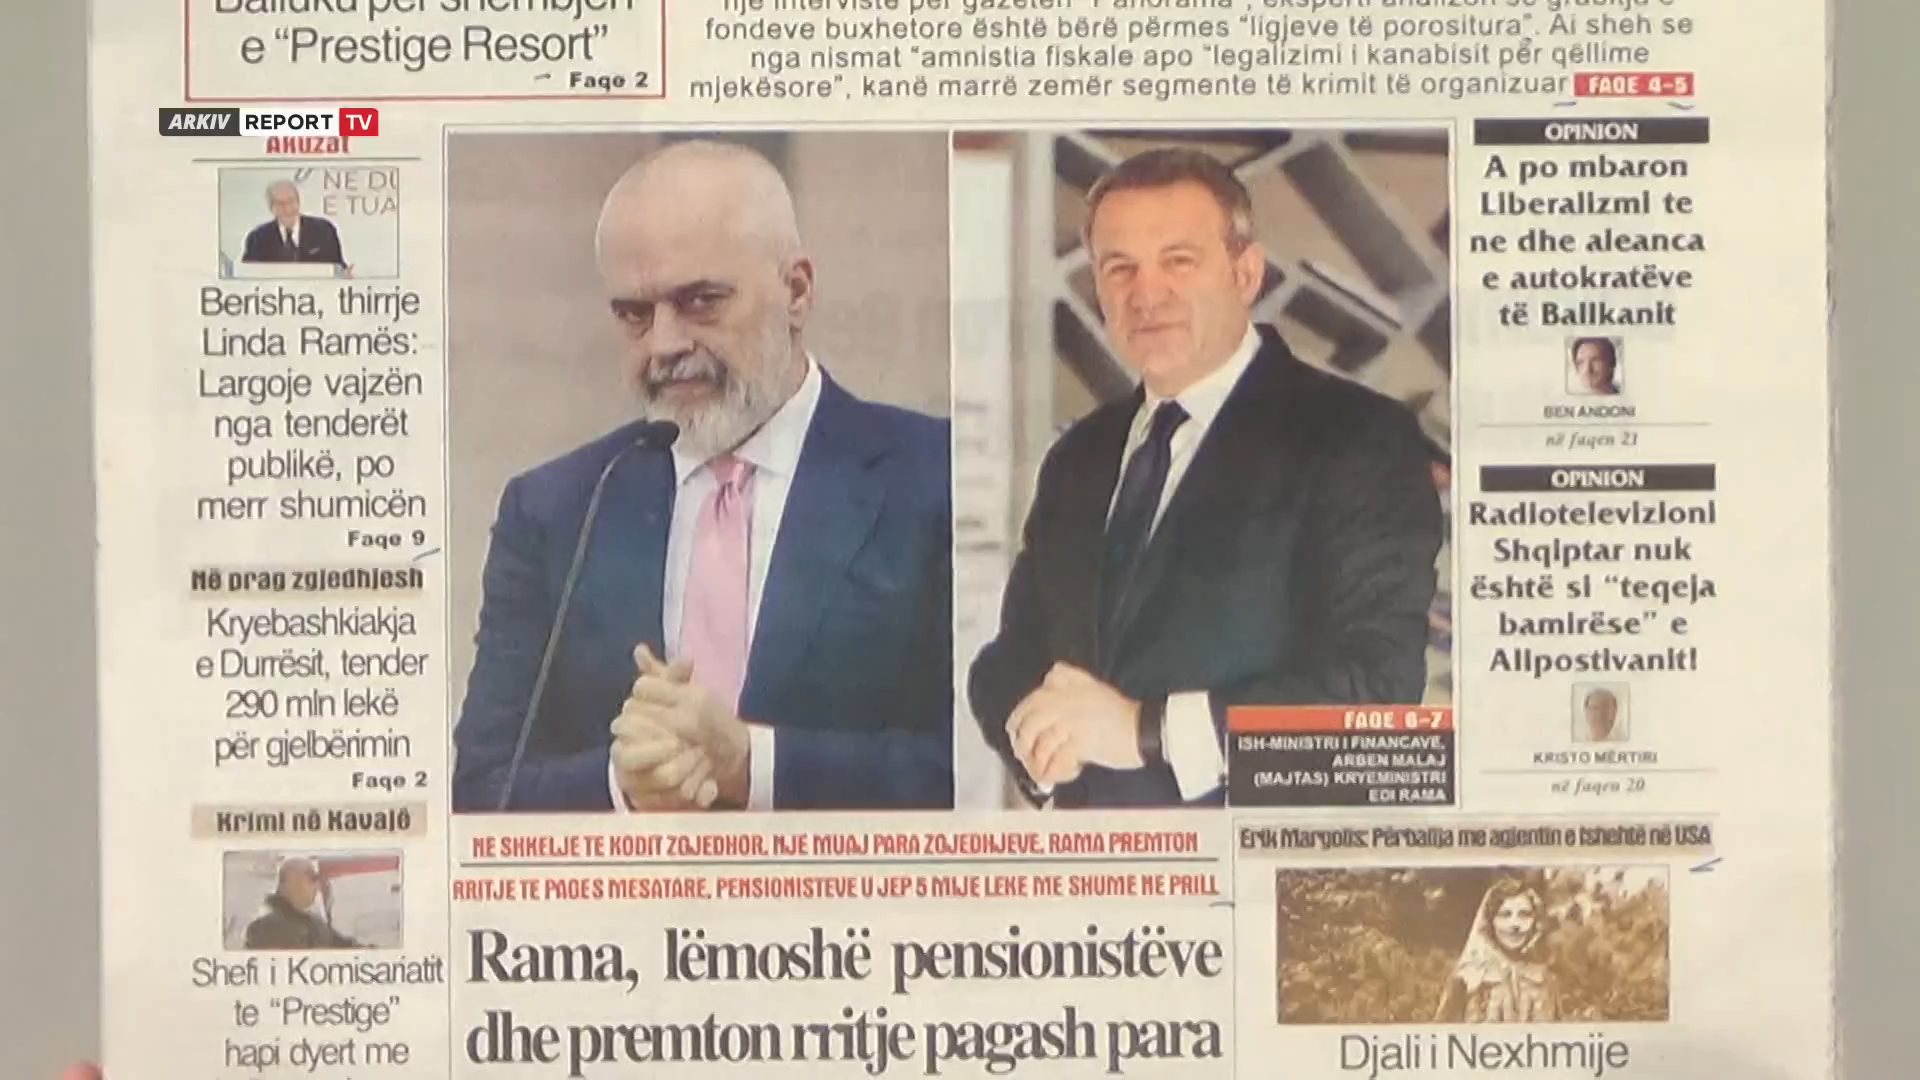 e "Prestige Resort"
Faqe 2
fondeve buxhetore është bërë përmes "ligjeve të porositura". Ai sheh se
nga nismat "amnistia fiskale apo "legalizimi i kanabisit për qëllime
mjekësore", kanë marrë zemër segmente të krimit të organizuar FAQE 4-5
ARKIV REPORT TV
Akuzat
NE DU
E TUA
Berisha, thirrje
Linda Ramës:
Largoje vajzën
nga tenderët
publikë, po
merr shumicën
Faqe 9
Në prag zgjedhjesh
Kryebashkiakja
e Durrësit, tender
290 mln lekë
për gjelbërimin
Faqe 2
Krimi në Kavajë
Shefi i Komisariatit
te "Prestige"
hapi dyert me
FAQE 6-7
ISH-MINISTRI I FINANCAVE,
ARBEN MALAJ
(MAJTAS) KRYEMINISTRI
EDI RAMA
NE SHKELJE TE KODIT ZGJEDHOR, NJE MUAJ PARA ZGJEDHJEVE, RAMA PREMTON
RRITJE TE PAGES MESATARE, PENSIONISTEVE U JEP 5 MIJE LEKE ME SHUME NE PRILL
Rama, lëmoshë pensionistëve
dhe premton rritje pagash para
OPINION
A po mbaron
Liberalizmi te
ne dhe aleanca
e autokratëve
të Ballkanit
BEN ANDONI
në faqen 21
OPINION
Radiotelevizioni
Shqiptar nuk
është si "teqeja
bamirëse" e
Alipostivanit!
KRISTO MËRTIRI
në faqen 20
Erik Margolis: Përballja me agjentin e fshehtë në USA
Djali i Nexhmije